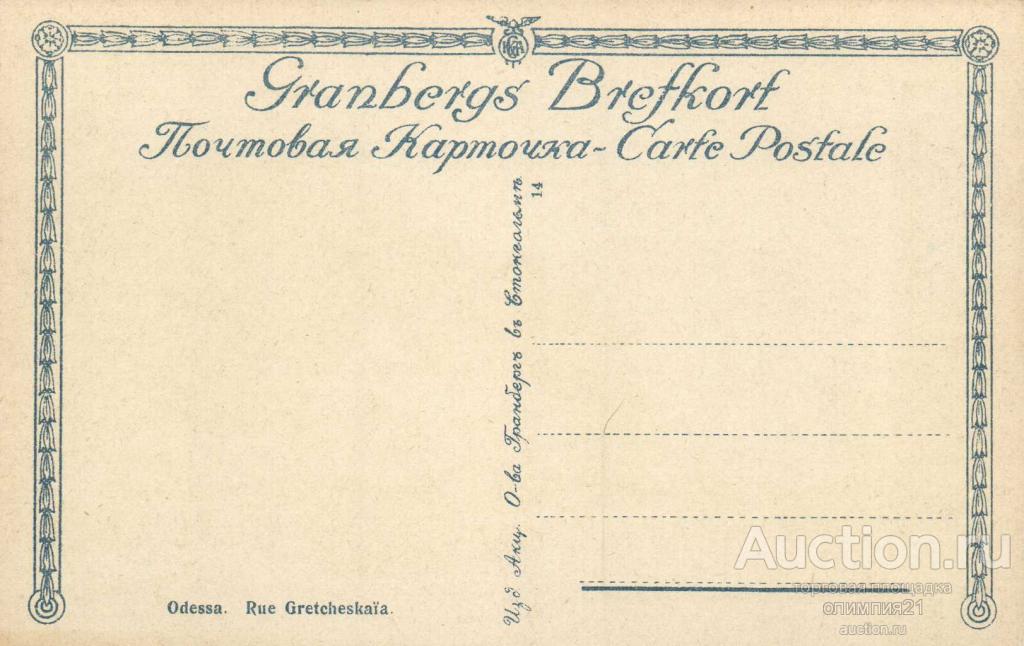 Granbergs Brefkort
Почтовая Карточка - Carte Postale
14
Изд. Акц. О-ва Гранбергъ въ Стокгольмѣ
Odessa. Rue Gretcheskaïa.
Auction.ru
торговая площадка
олимпия21
auction.ru